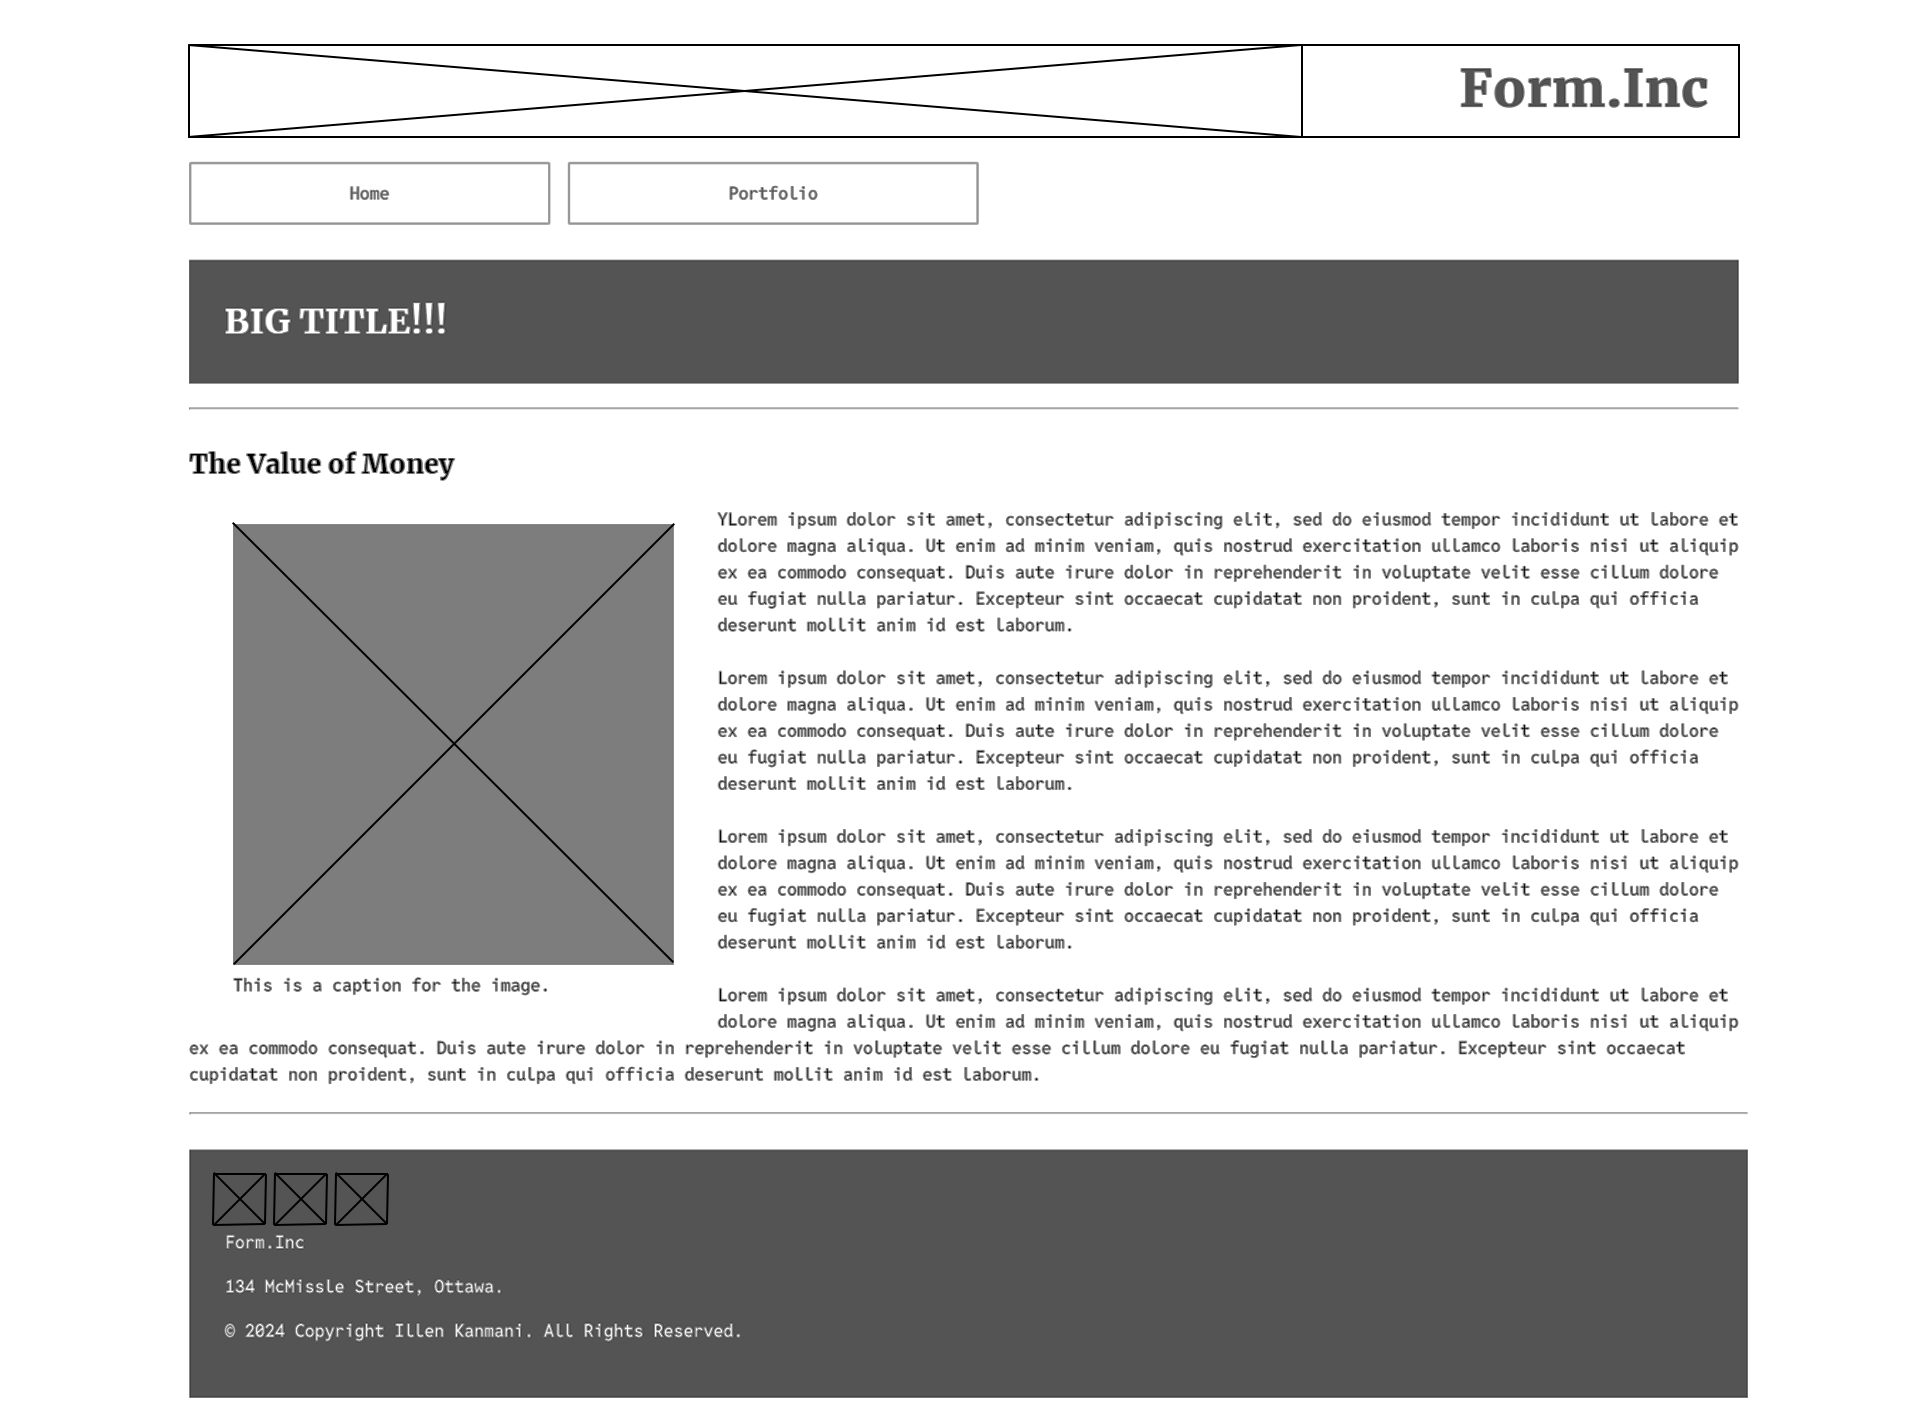 Form.Inc
Home
Portfolio
BIG TITLE!!!
The Value of Money
YLorem ipsum dolor sit amet, consectetur adipiscing elit, sed do eiusmod tempor incididunt ut labore et
dolore magna aliqua. Ut enim ad minim veniam, quis nostrud exercitation ullamco laboris nisi ut aliquip
ex ea commodo consequat. Duis aute irure dolor in reprehenderit in voluptate velit esse cillum dolore
eu fugiat nulla pariatur. Excepteur sint occaecat cupidatat non proident, sunt in culpa qui officia
deserunt mollit anim id est laborum.
Lorem ipsum dolor sit amet, consectetur adipiscing elit, sed do eiusmod tempor incididunt ut labore et
dolore magna aliqua. Ut enim ad minim veniam, quis nostrud exercitation ullamco laboris nisi ut aliquip
ex ea commodo consequat. Duis aute irure dolor in reprehenderit in voluptate velit esse cillum dolore
eu fugiat nulla pariatur. Excepteur sint occaecat cupidatat non proident, sunt in culpa qui officia
deserunt mollit anim id est laborum.
Lorem ipsum dolor sit amet, consectetur adipiscing elit, sed do eiusmod tempor incididunt ut labore et
dolore magna aliqua. Ut enim ad minim veniam, quis nostrud exercitation ullamco laboris nisi ut aliquip
ex ea commodo consequat. Duis aute irure dolor in reprehenderit in voluptate velit esse cillum dolore
eu fugiat nulla pariatur. Excepteur sint occaecat cupidatat non proident, sunt in culpa qui officia
deserunt mollit anim id est laborum.
This is a caption for the image.
Lorem ipsum dolor sit amet, consectetur adipiscing elit, sed do eiusmod tempor incididunt ut labore et
dolore magna aliqua. Ut enim ad minim veniam, quis nostrud exercitation ullamco laboris nisi ut aliquip
ex ea commodo consequat. Duis aute irure dolor in reprehenderit in voluptate velit esse cillum dolore eu fugiat nulla pariatur. Excepteur sint occaecat
cupidatat non proident, sunt in culpa qui officia deserunt mollit anim id est laborum.
Form.Inc
134 McMissle Street, Ottawa.
© 2024 Copyright Illen Kanmani. All Rights Reserved.